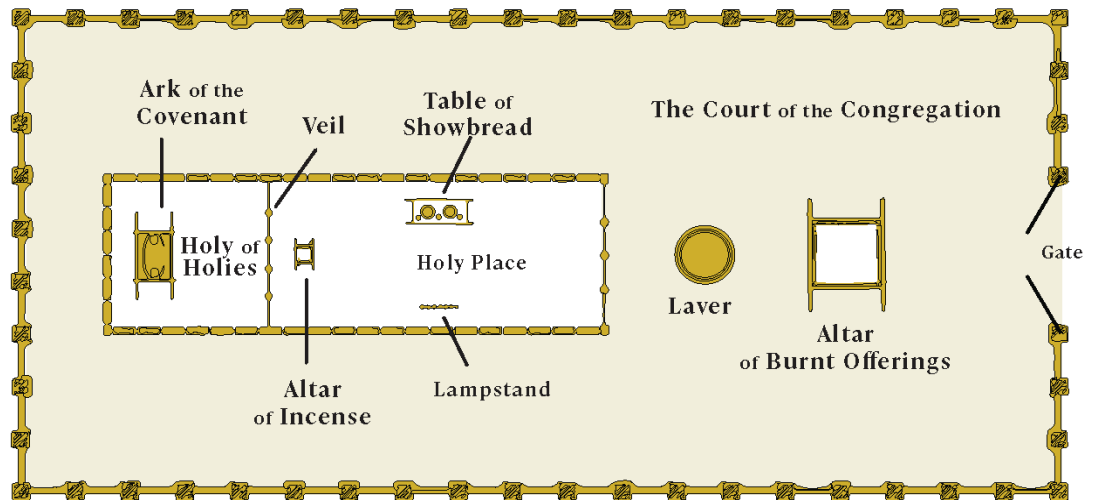 Ark of the
Covenant
Veil
Table of
Showbread
The Court of the Congregation
Holy of
Holies
Holy Place
Gate
Laver
Altar
of Burnt Offerings
Altar
of Incense
Lampstand